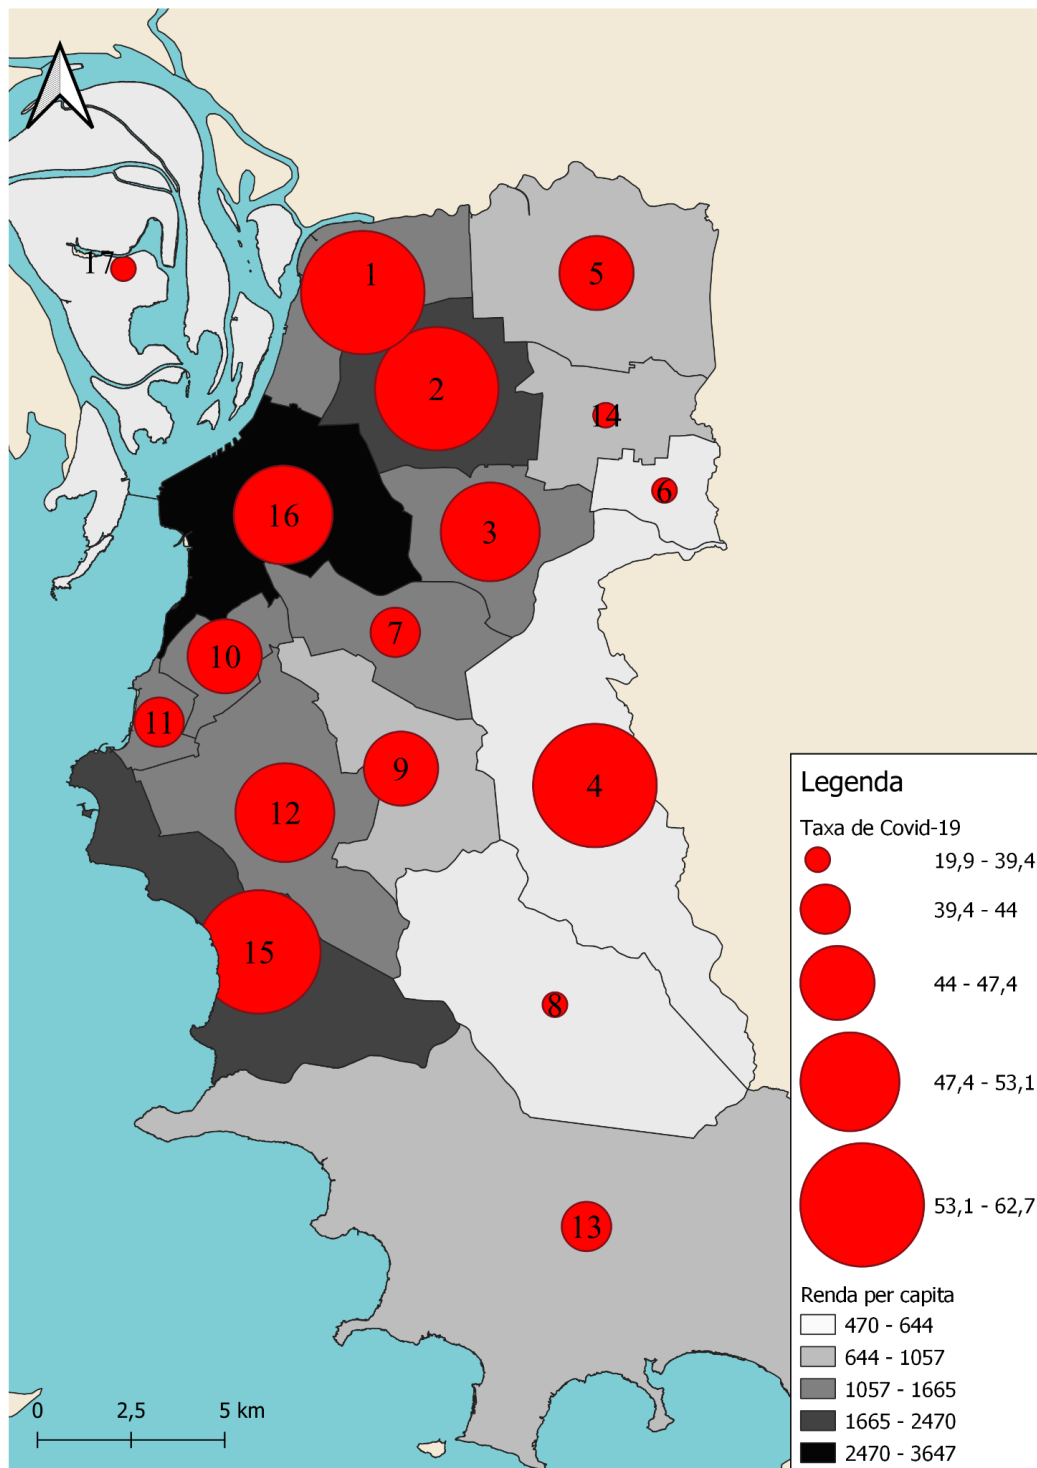 17
1
5
2
14
6
16
3
7
10
11
9
12
4
15
8
13
0 2,5 5 km
Legenda
Taxa de Covid-19
19,9 - 39,4
39,4 - 44
44 - 47,4
47,4 - 53,1
53,1 - 62,7
Renda per capita
470 - 644
644 - 1057
1057 - 1665
1665 - 2470
2470 - 3647